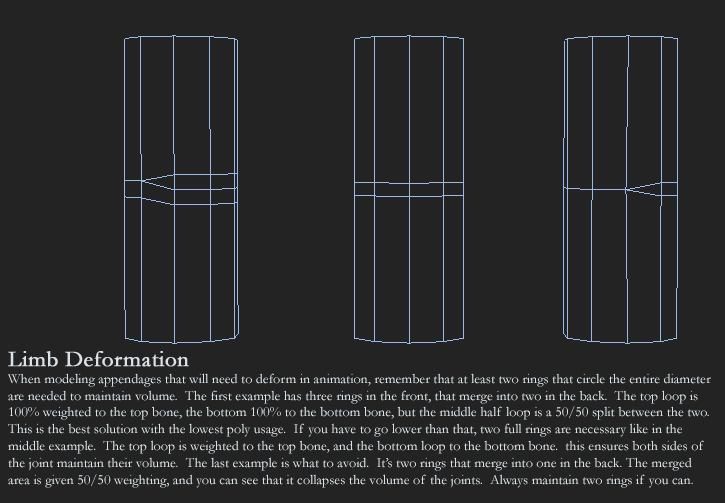 Limb Deformation
When modeling appendages that will need to deform in animation, remember that at least two rings that circle the entire diameter
are needed to maintain volume.  The first example has three rings in the front, that merge into two in the back.  The top loop is
100% weighted to the top bone, the bottom 100% to the bottom bone, but the middle half loop is a 50/50 split between the two.
This is the best solution with the lowest poly usage.  If you have to go lower than that, two full rings are necessary like in the
middle example.  The top loop is weighted to the top bone, and the bottom loop to the bottom bone.  this ensures both sides of
the joint maintain their volume.  The last example is what to avoid.  It's two rings that merge into one in the back. The merged
area is given 50/50 weighting, and you can see that it collapses the volume of the joints.  Always maintain two rings if you can.